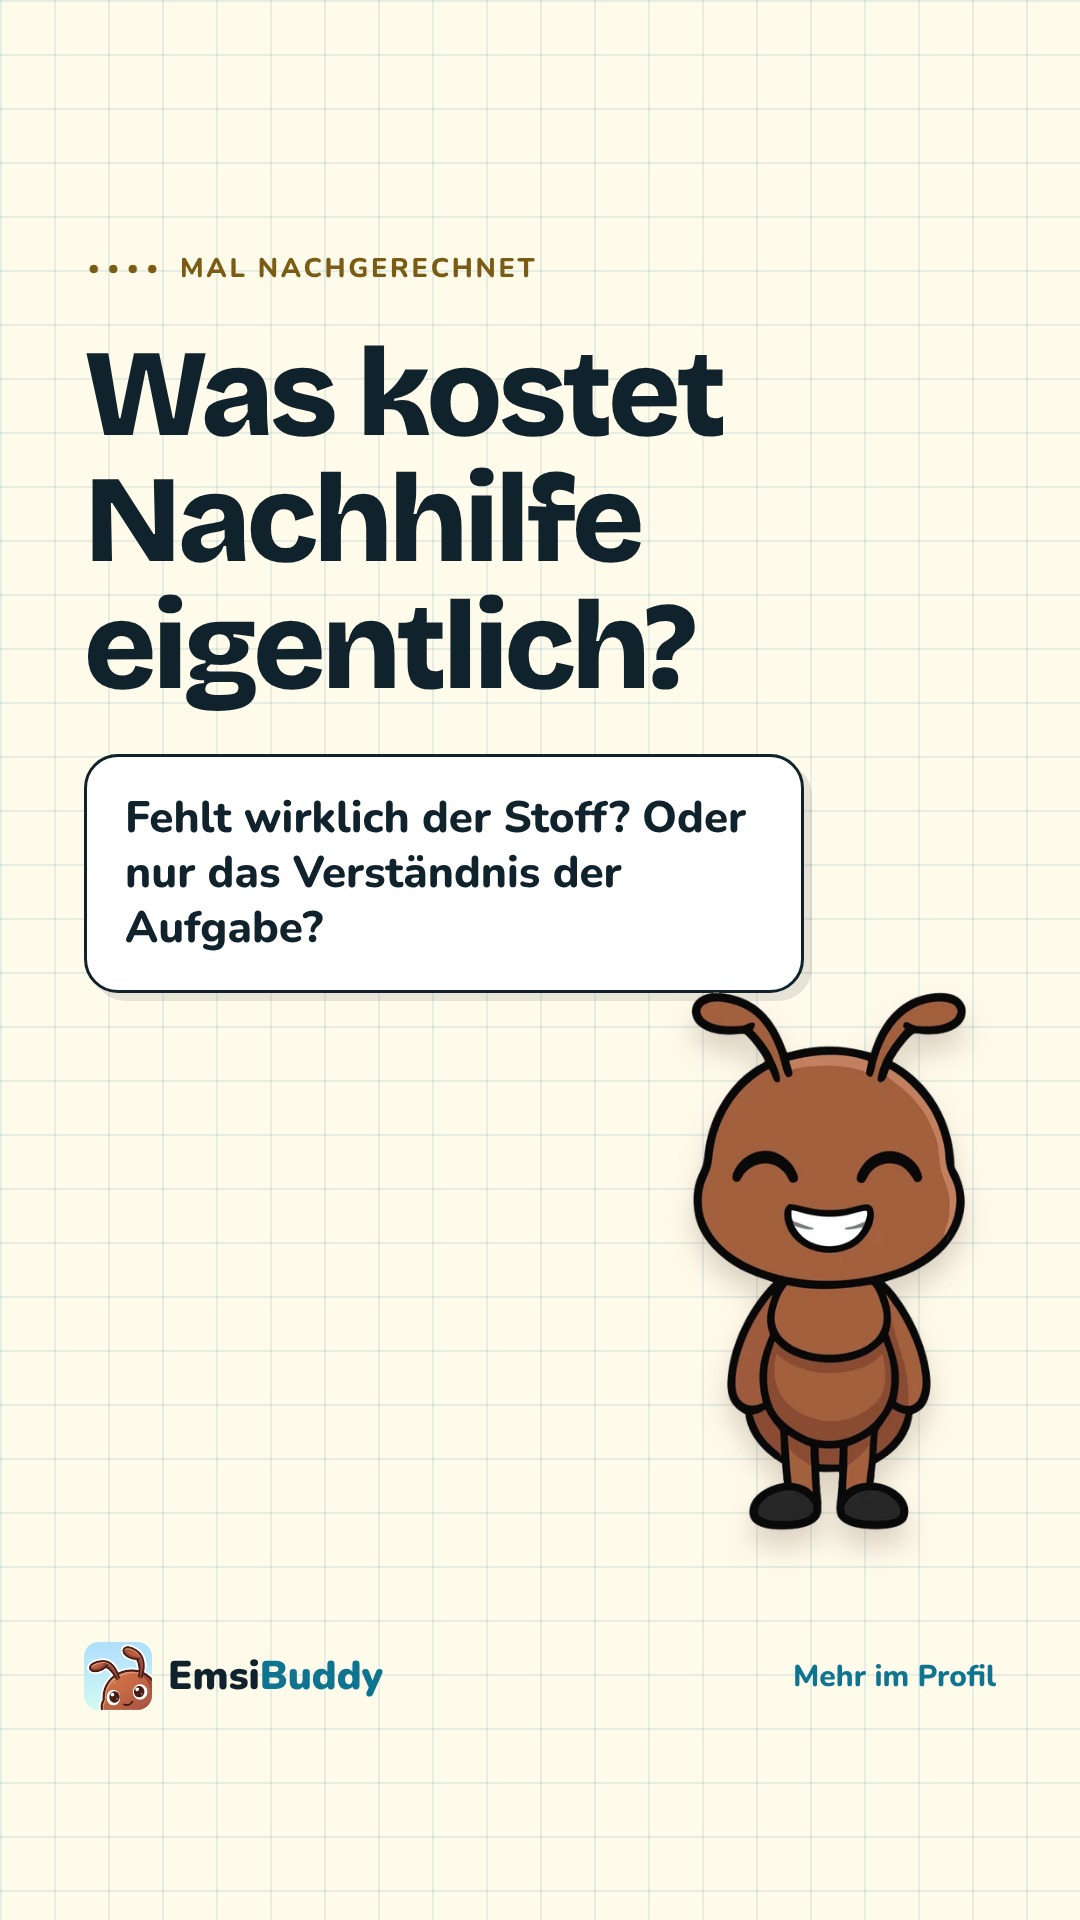 MAL NACHGERECHNET
Was kostet
Nachhilfe
eigentlich?
Fehlt wirklich der Stoff? Oder
nur das Verständnis der
Aufgabe?
EmsiBuddy
Mehr im Profil